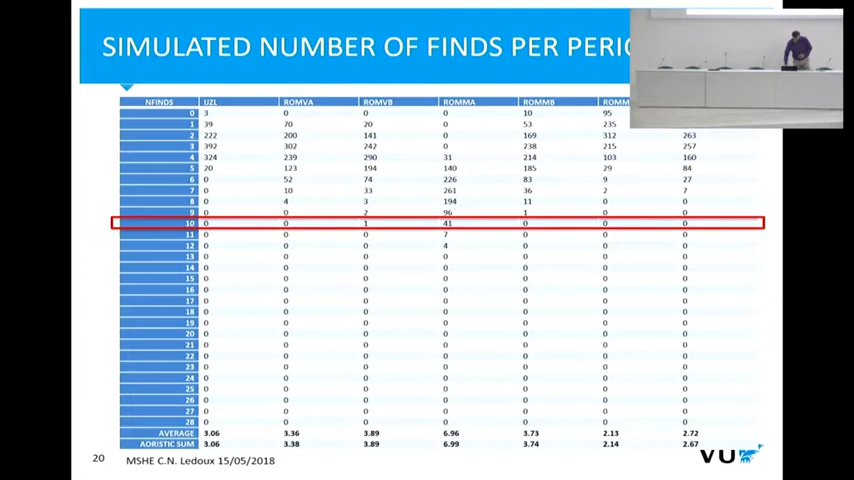 SIMULATED NUMBER OF FINDS PER PERIO
NFINDS IJZL ROMVA ROMVB ROMMA ROMMB ROMM
0 3 0 0 0 10 95
1 39 70 20 0 53 235
2 222 200 141 0 169 312 263
3 392 302 242 0 238 215 257
4 324 239 290 31 214 103 160
5 20 123 194 140 185 29 84
6 0 52 74 226 83 9 27
7 0 10 33 261 36 2 7
8 0 4 3 194 11 0 0
9 0 0 2 96 1 0 0
10 0 0 1 41 0 0 0
11 0 0 0 7 0 0 0
12 0 0 0 4 0 0 0
13 0 0 0 0 0 0 0
14 0 0 0 0 0 0 0
15 0 0 0 0 0 0 0
16 0 0 0 0 0 0 0
17 0 0 0 0 0 0 0
18 0 0 0 0 0 0 0
19 0 0 0 0 0 0 0
20 0 0 0 0 0 0 0
21 0 0 0 0 0 0 0
22 0 0 0 0 0 0 0
23 0 0 0 0 0 0 0
24 0 0 0 0 0 0 0
25 0 0 0 0 0 0 0
26 0 0 0 0 0 0 0
27 0 0 0 0 0 0 0
28 0 0 0 0 0 0 0
AVERAGE 3.06 3.36 3.89 6.96 3.73 2.13 2.72
AORISTIC SUM 3.06 3.38 3.89 6.99 3.74 2.14 2.67
20 MSHE C.N. Ledoux 15/05/2018
VU